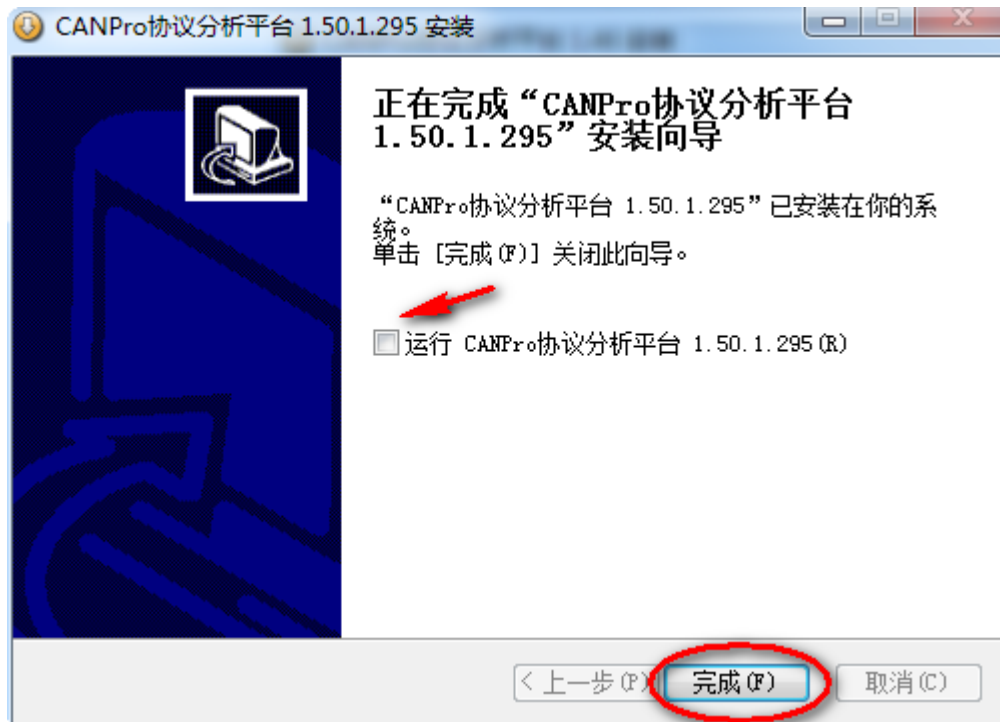 CANPro协议分析平台 1.50.1.295 安装
正在完成“CANPro协议分析平台
1.50.1.295”安装向导
“CANPro协议分析平台 1.50.1.295”已安装在你的系
统。
单击 [完成(F)] 关闭此向导。
运行 CANPro协议分析平台 1.50.1.295(R)
< 上一步(P) 完成(F) 取消(C)